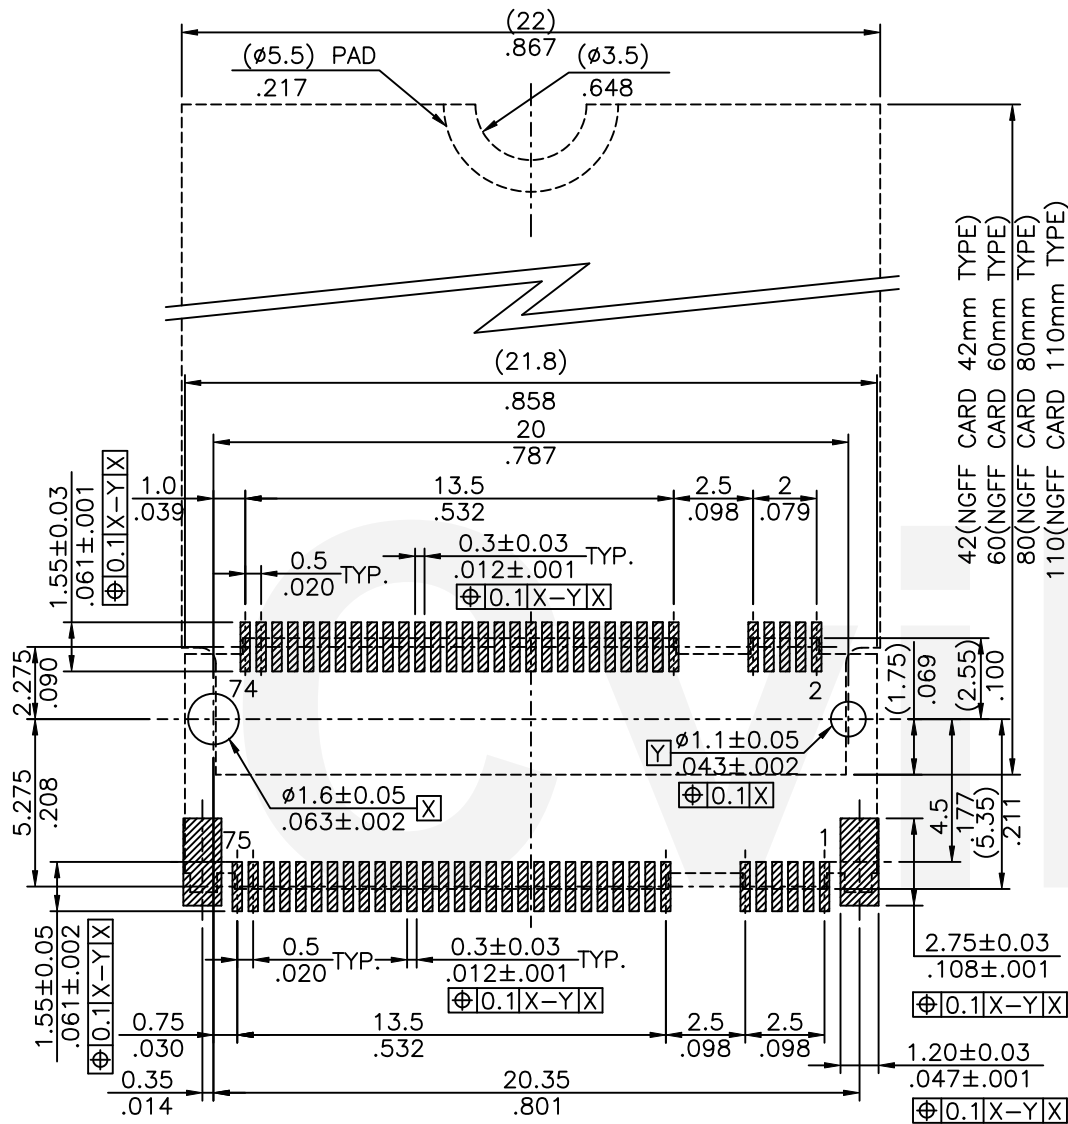 (22)
.867
(ø5.5) PAD
.217
(ø3.5)
.648
42(NGFF CARD 42mm TYPE)
60(NGFF CARD 60mm TYPE)
80(NGFF CARD 80mm TYPE)
110(NGFF CARD 110mm TYPE)
(21.8)
.858
20
.787
1.0
.039
13.5
.532
2.5
.098
2
.079
1.55±0.03
.061±.001
⌖ 0.1 X-Y X
0.5
.020
TYP.
0.3±0.03
.012±.001
TYP.
⌖ 0.1 X-Y X
74
2
2.275
.090
(1.75)
.069
(2.55)
.100
Y
ø1.1±0.05
.043±.002
⌖ 0.1 X
ø1.6±0.05
.063±.002
X
5.275
.208
4.5
.177
(5.35)
.211
75
1
Cvil
1.55±0.05
.061±.002
⌖ 0.1 X-Y X
0.5
.020
TYP.
0.3±0.03
.012±.001
TYP.
⌖ 0.1 X-Y X
2.75±0.03
.108±.001
⌖ 0.1 X-Y X
0.75
.030
13.5
.532
2.5
.098
2.5
.098
1.20±0.03
.047±.001
⌖ 0.1 X-Y X
0.35
.014
20.35
.801